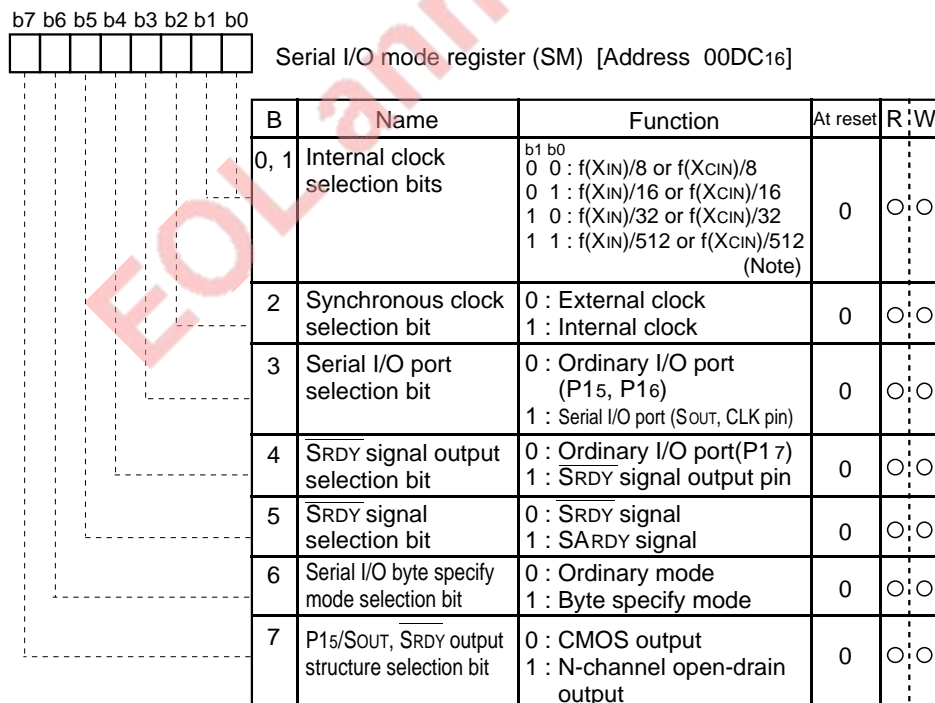 b7 b6 b5 b4 b3 b2 b1 b0
Serial I/O mode register (SM) [Address 00DC16]
B Name Function At reset R W
0, 1 Internal clock selection bits
b1 b0
0 0 : f(XIN)/8 or f(XCIN)/8
0 1 : f(XIN)/16 or f(XCIN)/16
1 0 : f(XIN)/32 or f(XCIN)/32
1 1 : f(XIN)/512 or f(XCIN)/512
(Note)
0 ○ ○
2 Synchronous clock
selection bit
0 : External clock
1 : Internal clock
0 ○ ○
3 Serial I/O port
selection bit
0 : Ordinary I/O port
(P15, P16)
1 : Serial I/O port (SOUT, CLK pin)
0 ○ ○
4 SRDY signal output
selection bit
0 : Ordinary I/O port(P17)
1 : SRDY signal output pin
0 ○ ○
5 SRDY signal
selection bit
0 : SRDY signal
1 : SARDY signal
0 ○ ○
6 Serial I/O byte specify
mode selection bit
0 : Ordinary mode
1 : Byte specify mode
0 ○ ○
7 P15/SOUT, SRDY output
structure selection bit
0 : CMOS output
1 : N-channel open-drain
output
0 ○ ○
EOL